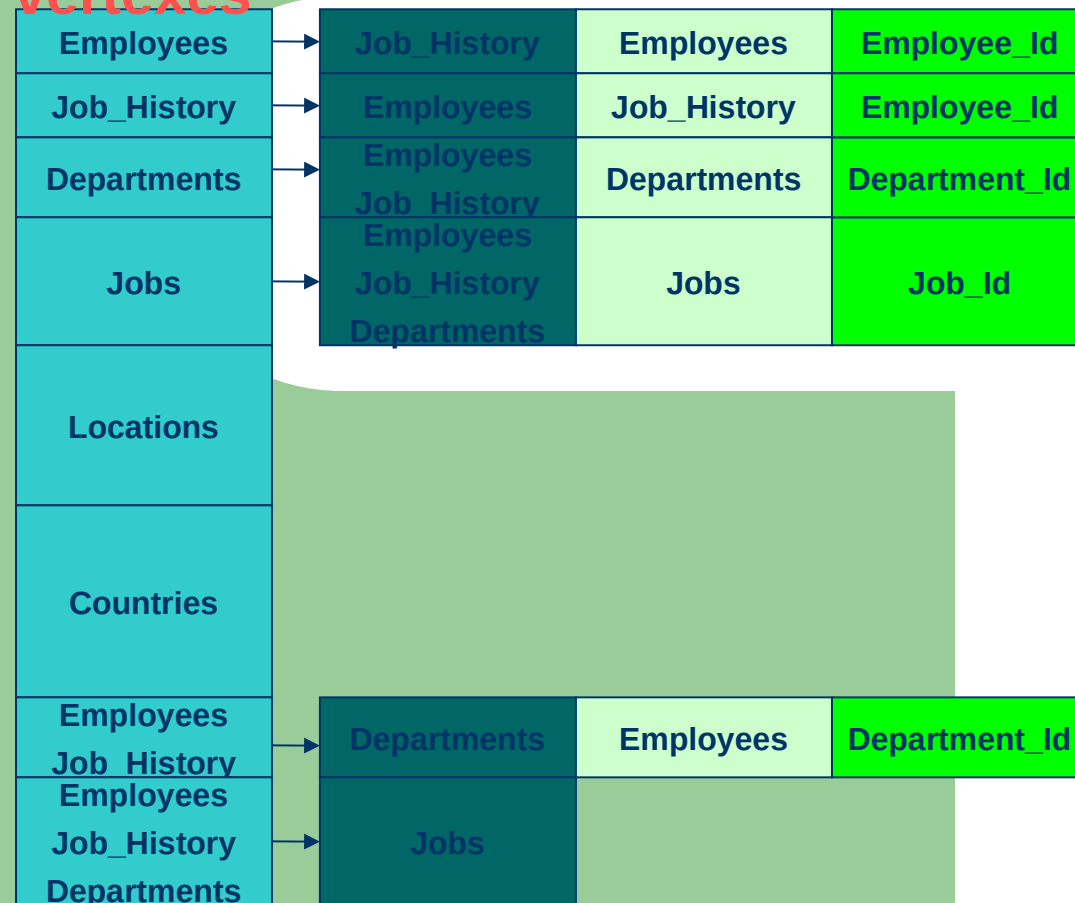 vertexes
Employees Job_History Employees Employee_Id
Job_History Employees Job_History Employee_Id
Departments Employees Job_History Departments Department_Id
Jobs Employees Job_History Departments Jobs Job_Id
Locations
Countries
Employees Job_History Departments Employees Department_Id
Employees Job_History Departments Jobs